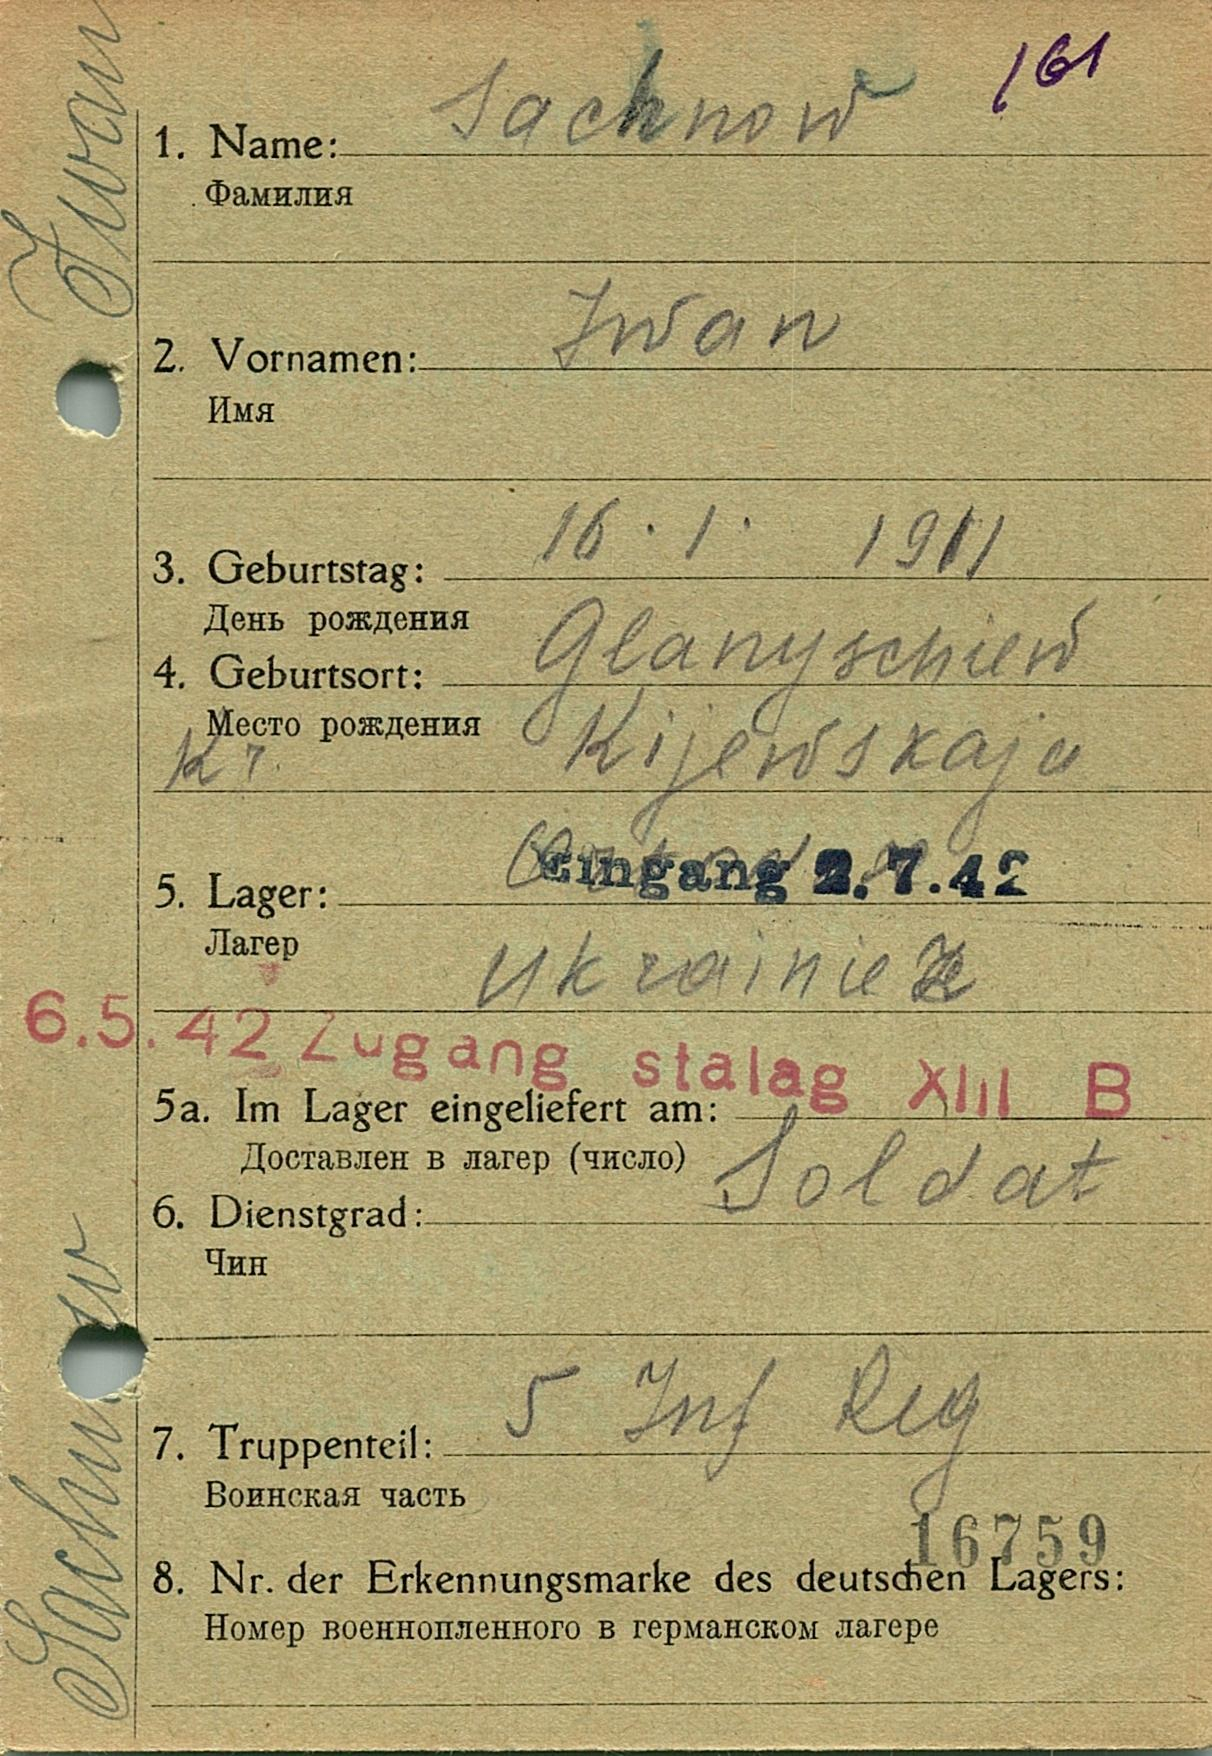 161
Sachnow
1. Name:
Фамилия
Iwan
2. Vornamen:
Имя
16. 1. 1911
3. Geburtstag:
День рождения
Glanyschiew
4. Geburtsort:
Место рождения
Kr. Kijewskaja
Eingang 2.7.42
5. Lager:
Лагер
Ukrainier
6.5.42 Zugang stalag XIII B
5a. Im Lager eingeliefert am:
Доставлен в лагер (число)
Soldat
6. Dienstgrad:
Чин
5 Inf Reg
7. Truppenteil:
Воинская часть
16759
8. Nr. der Erkennungsmarke des deutschen Lagers:
Номер военнопленного в германском лагере
Sachnow Iwan